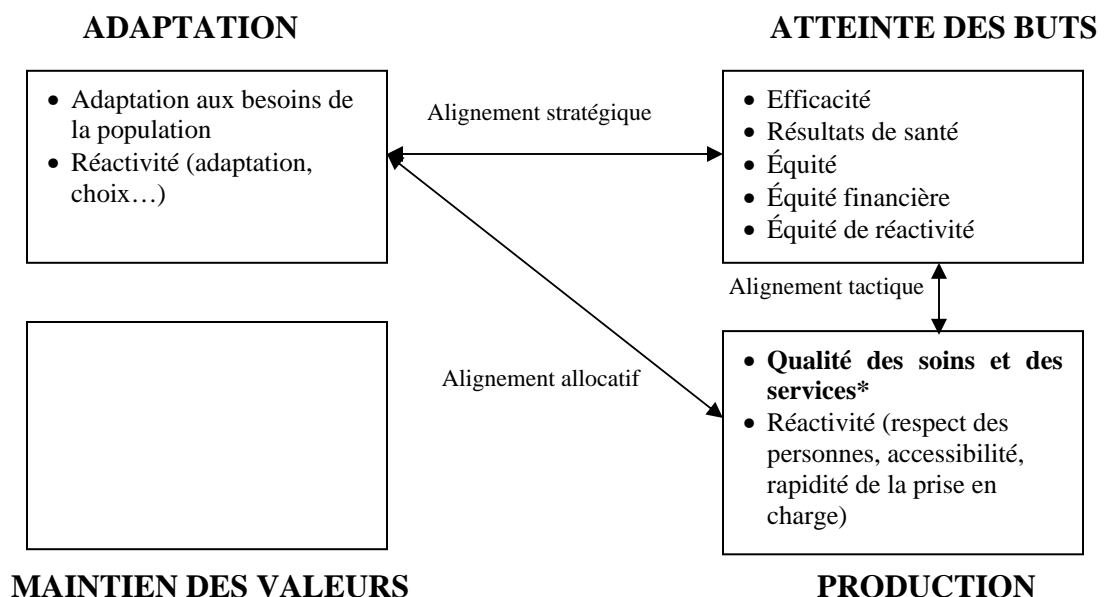 ADAPTATION
ATTEINTE DES BUTS
• Adaptation aux besoins de
la population
• Réactivité (adaptation,
choix…)
Alignement stratégique
• Efficacité
• Résultats de santé
• Équité
• Équité financière
• Équité de réactivité
Alignement tactique
Alignement allocatif
• Qualité des soins et des
services*
• Réactivité (respect des
personnes, accessibilité,
rapidité de la prise en
charge)
MAINTIEN DES VALEURS
PRODUCTION